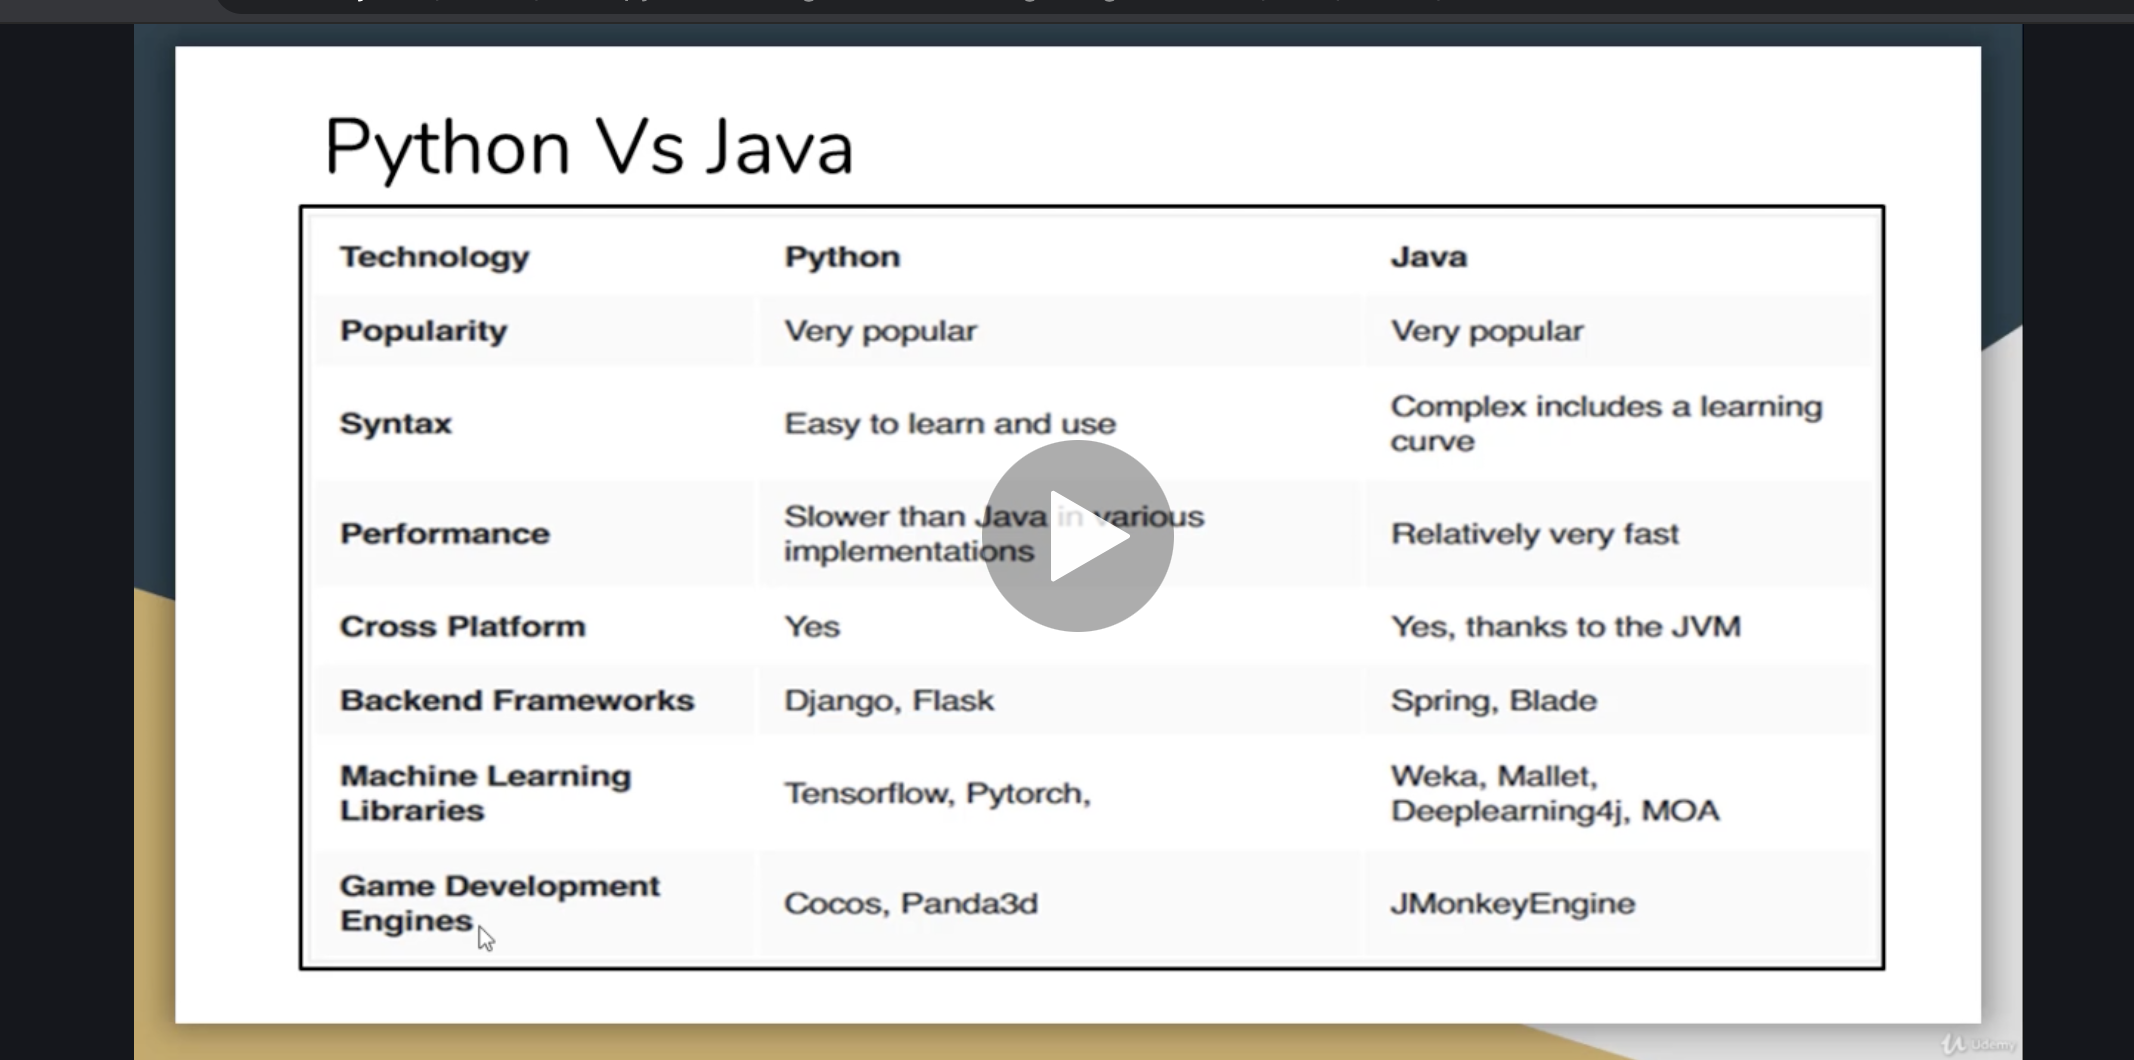 Python Vs Java
Technology Python Java
Popularity Very popular Very popular
Syntax Easy to learn and use Complex includes a learning
curve
Performance Slower than Java in various
implementations Relatively very fast
Cross Platform Yes Yes, thanks to the JVM
Backend Frameworks Django, Flask Spring, Blade
Machine Learning
Libraries Tensorflow, Pytorch, Weka, Mallet,
Deeplearning4j, MOA
Game Development
Engines Cocos, Panda3d JMonkeyEngine
Udemy